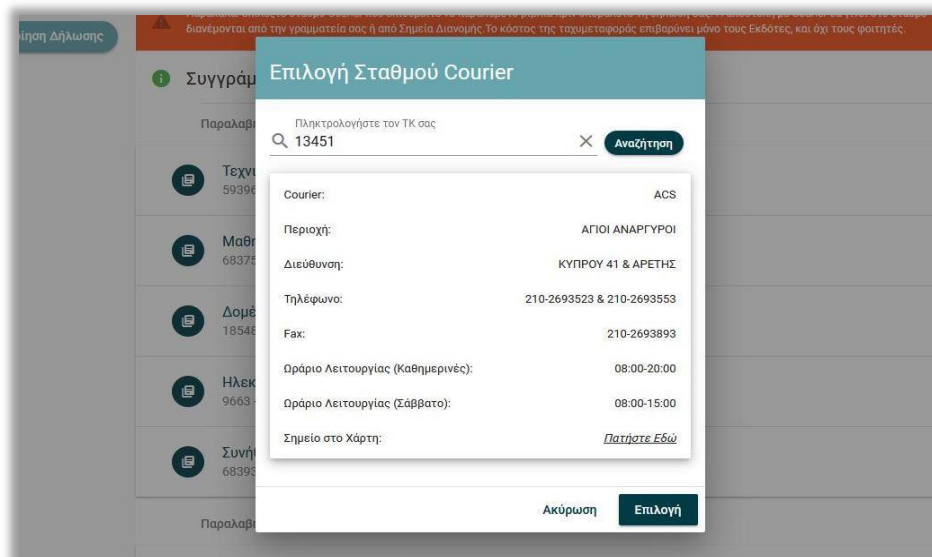 διανέμονται από την γραμματεία σας ή από Σημεία Διανομής.Το κόστος της ταχυμεταφοράς επιβαρύνει μόνο τους Εκδότες, και όχι τους φοιτητές.
ίηση Δήλωσης
Επιλογή Σταθμού Courier
Συγγράμ
Παραλαβ
Πληκτρολογήστε τον ΤΚ σας
13451
Αναζήτηση
Τεχν
59396
Courier: ACS
Περιοχή: ΑΓΙΟΙ ΑΝΑΡΓΥΡΟΙ
Μαθη
68375
Διεύθυνση: ΚΥΠΡΟΥ 41 & ΑΡΕΤΗΣ
Τηλέφωνο: 210-2693523 & 210-2693553
Δομέ
18548
Fax: 210-2693893
Ωράριο Λειτουργίας (Καθημερινές): 08:00-20:00
Ηλεκ
9663 -
Ωράριο Λειτουργίας (Σάββατο): 08:00-15:00
Σημείο στο Χάρτη: Πατήστε Εδώ
Συνή
68393
Ακύρωση
Επιλογή
Παραλαβ